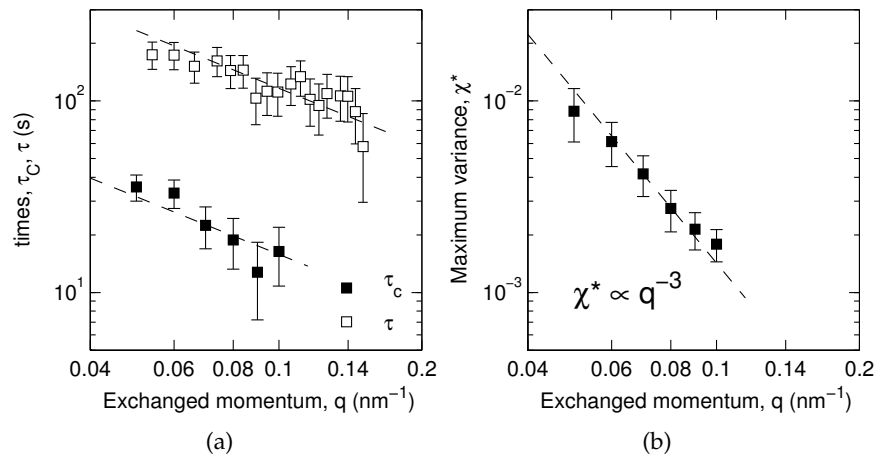 10²
10¹
times, τ_C, τ (s)
τ_c
τ
0.04 0.06 0.08 0.1 0.14 0.2
Exchanged momentum, q (nm⁻¹)
(a)
10⁻²
10⁻³
Maximum variance, χ*
χ* ∝ q⁻³
0.04 0.06 0.08 0.1 0.14 0.2
Exchanged momentum, q (nm⁻¹)
(b)